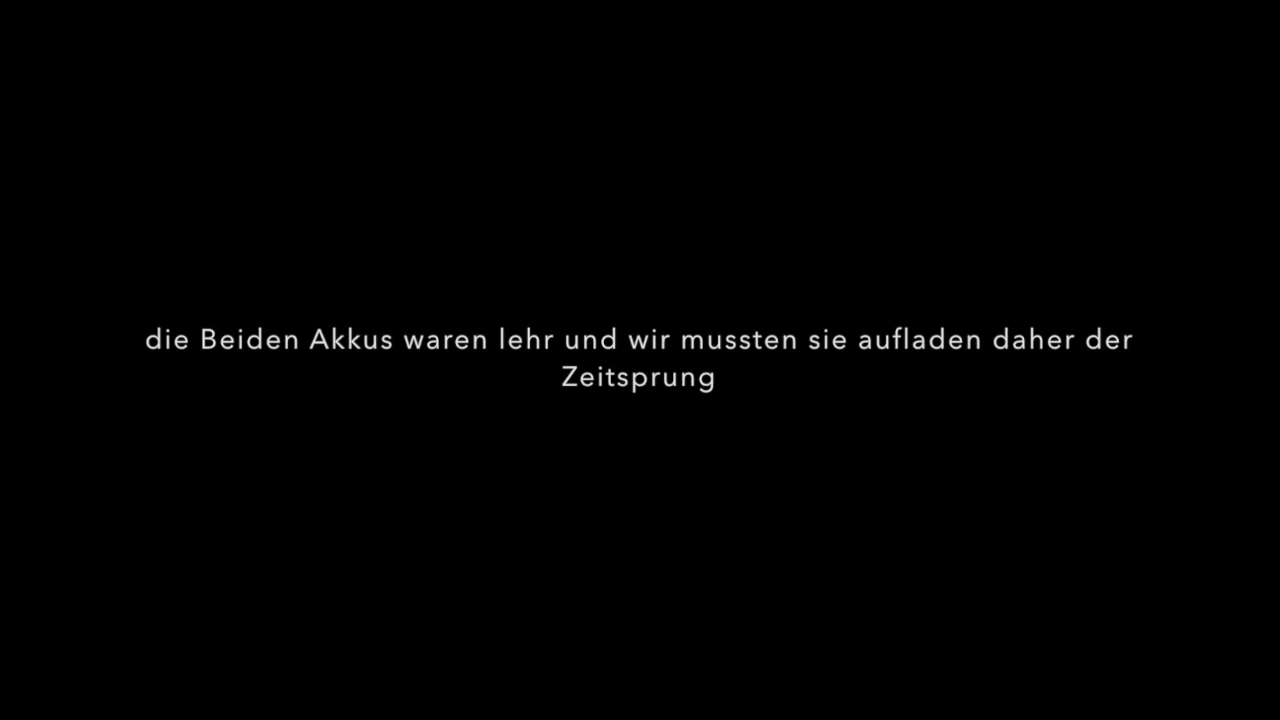 die Beiden Akkus waren lehr und wir mussten sie aufladen daher der
Zeitsprung